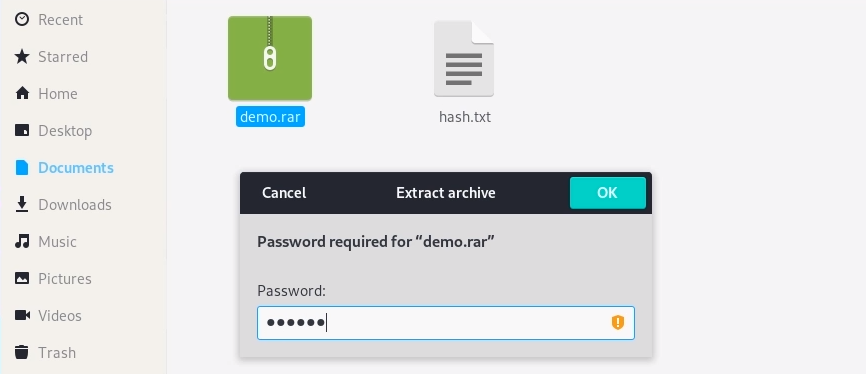 Recent
Starred
Home
Desktop
Documents
Downloads
Music
Pictures
Videos
Trash
demo.rar
hash.txt
Cancel
Extract archive
OK
Password required for “demo.rar”
Password:
●●●●●●